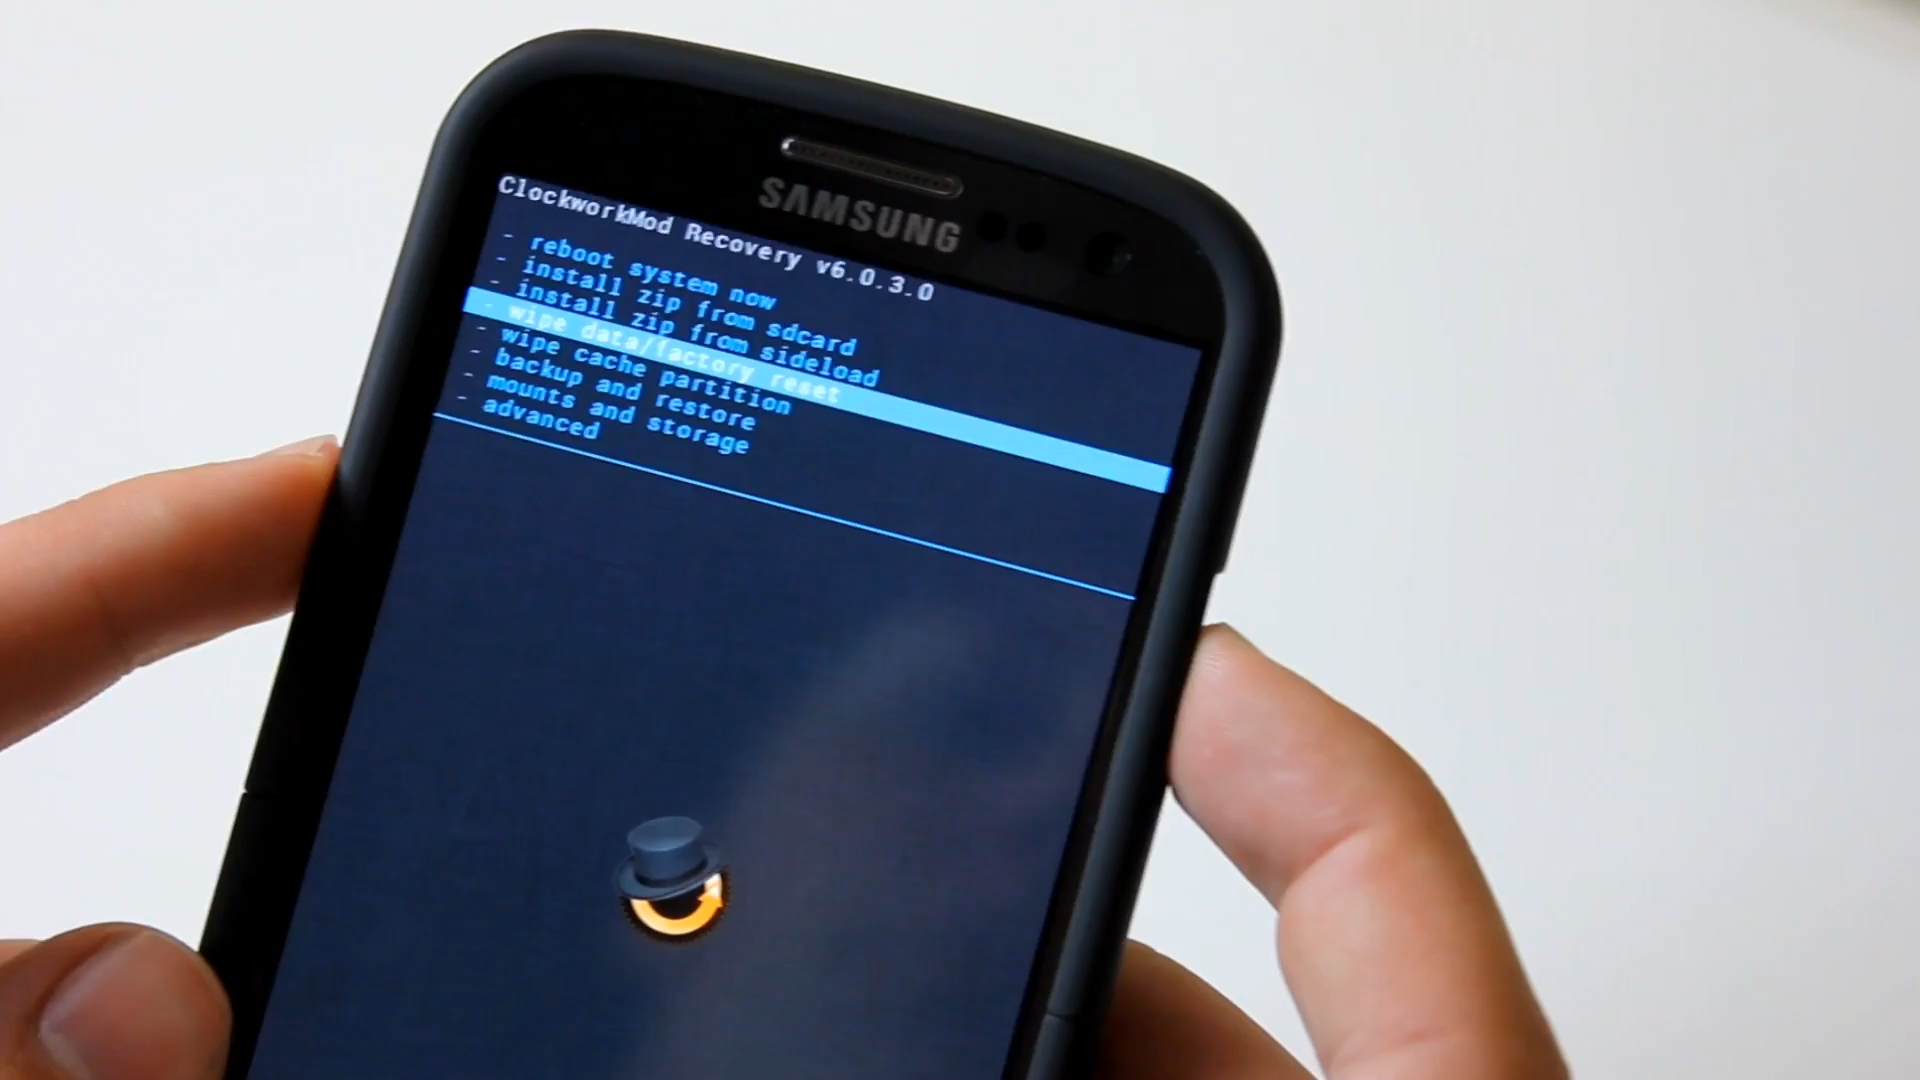 SAMSUNG
ClockworkMod Recovery v6.0.3.0
- reboot system now
- install zip from sdcard
- install zip from sideload
- wipe data/factory reset
- wipe cache partition
- backup and restore
- mounts and storage
- advanced